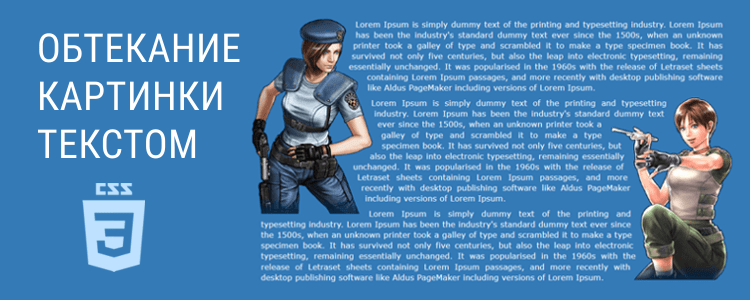 ОБТЕКАНИЕ
КАРТИНКИ
ТЕКСТОМ
CSS
3
Lorem Ipsum is simply dummy text of the printing and typesetting industry. Lorem Ipsum
has been the industry's standard dummy text ever since the 1500s, when an unknown
printer took a galley of type and scrambled it to make a type specimen book. It has
survived not only five centuries, but also the leap into electronic typesetting, remaining
essentially unchanged. It was popularised in the 1960s with the release of Letraset sheets
containing Lorem Ipsum passages, and more recently with desktop publishing software
like Aldus PageMaker including versions of Lorem Ipsum.
Lorem Ipsum is simply dummy text of the printing and typesetting
industry. Lorem Ipsum has been the industry's standard dummy text
ever since the 1500s, when an unknown printer took a
galley of type and scrambled it to make a type
specimen book. It has survived not only five centuries, but
also the leap into electronic typesetting, remaining essentially
unchanged. It was popularised in the 1960s with the release of
Letraset sheets containing Lorem Ipsum passages, and more
recently with desktop publishing software like Aldus PageMaker
including versions of Lorem Ipsum.
Lorem Ipsum is simply dummy text of the printing and
typesetting industry. Lorem Ipsum has been the industry's standard dummy text ever since
the 1500s, when an unknown printer took a galley of type and scrambled it to make a type
specimen book. It has survived not only five centuries, but also the leap into electronic
typesetting, remaining essentially unchanged. It was popularised in the 1960s with the
release of Letraset sheets containing Lorem Ipsum passages, and more recently with
desktop publishing software like Aldus PageMaker including versions of Lorem Ipsum.